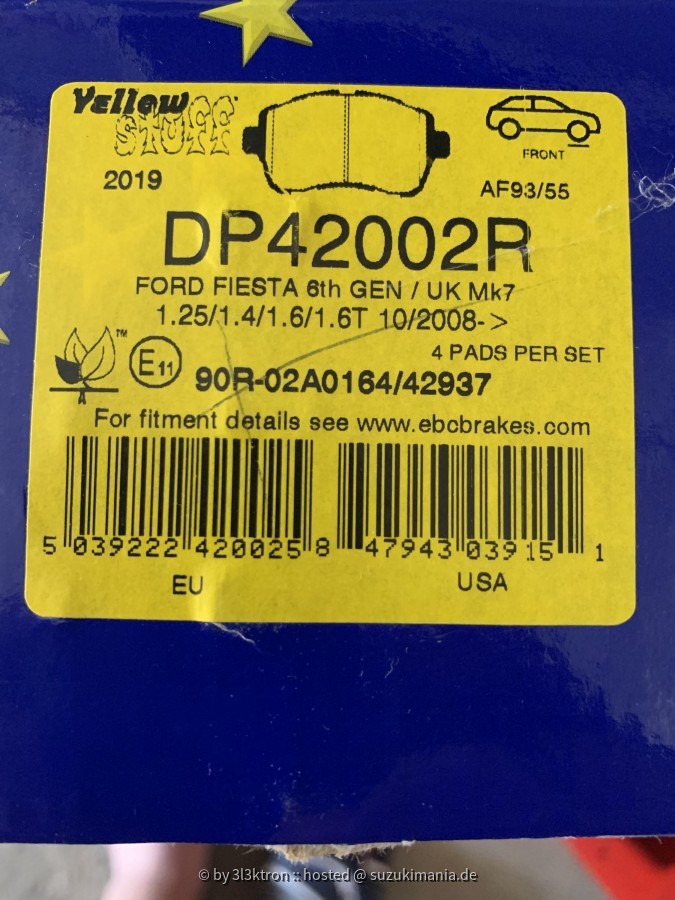 Yellow
STUFF
2019
FRONT
AF93/55
DP42002R
FORD FIESTA 6th GEN / UK Mk7
1.25/1.4/1.6/1.6T 10/2008->
4 PADS PER SET
TM
E11
90R-02A0164/42937
For fitment details see www.ebcbrakes.com
5 039222 420025 8
47943 03915 1
EU
USA
© by 3l3ktron :: hosted @ suzukimania.de